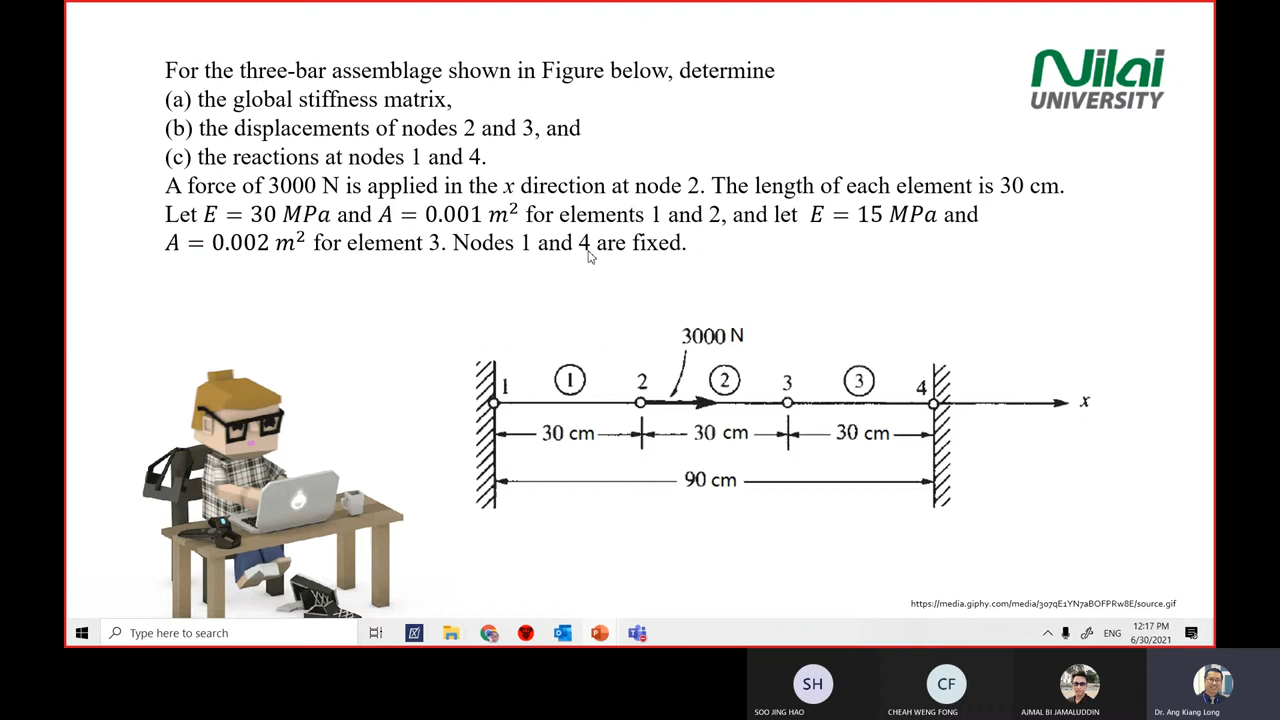 For the three-bar assemblage shown in Figure below, determine
(a) the global stiffness matrix,
(b) the displacements of nodes 2 and 3, and
(c) the reactions at nodes 1 and 4.
A force of 3000 N is applied in the x direction at node 2. The length of each element is 30 cm.
Let E = 30 MPa and A = 0.001 m² for elements 1 and 2, and let E = 15 MPa and
A = 0.002 m² for element 3. Nodes 1 and 4 are fixed.
Nilai
UNIVERSITY
3000 N
1 ① 2 ② 3 ③ 4
x
30 cm 30 cm 30 cm
90 cm
https://media.giphy.com/media/3o7qE1YN7aBOFPRw8E/source.gif
Type here to search
ENG
12:17 PM
6/30/2021
SH
CF
SOO JING HAO
CHEAH WENG FONG
AJMAL BI JAMALUDDIN
Dr. Ang Kiang Long